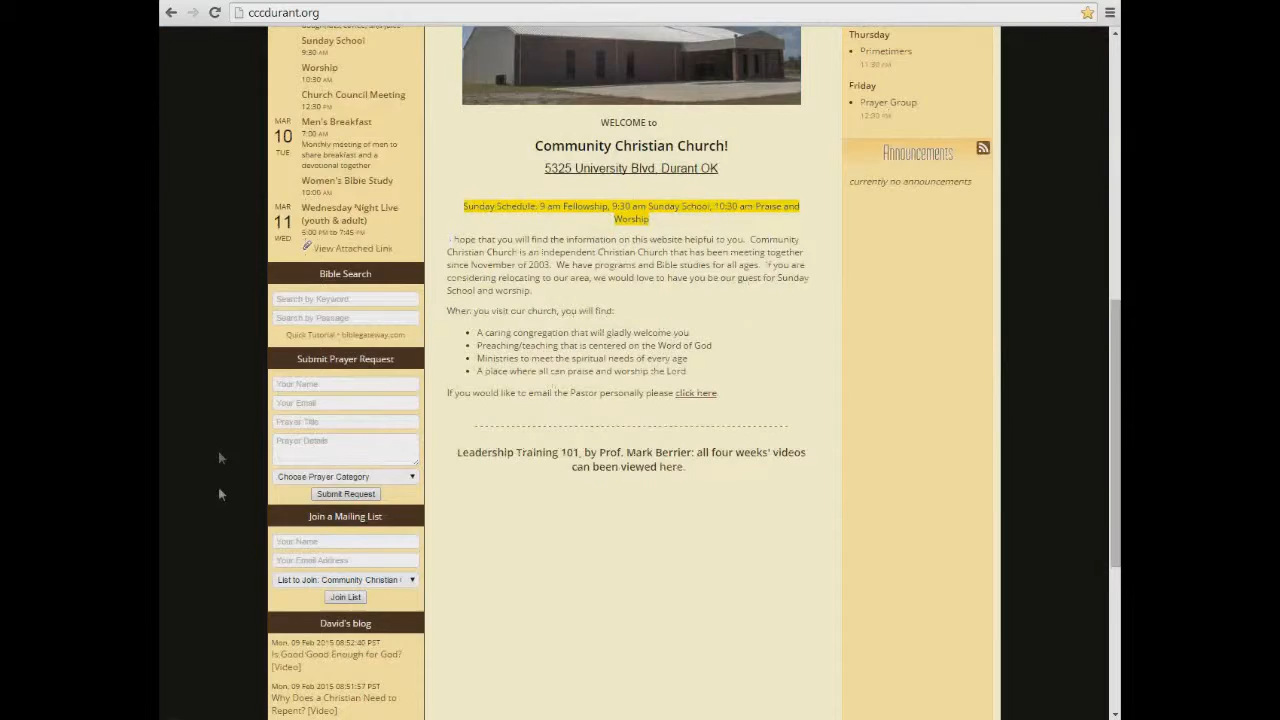 cccdurant.org
Sunday School
9:30 AM
Worship
10:30 AM
Church Council Meeting
12:30 PM
MAR
10
TUE
Men's Breakfast
7:00 AM
Monthly meeting of men to
share breakfast and a
devotional together
Women's Bible Study
10:00 AM
MAR
11
WED
Wednesday Night Live
(youth & adult)
6:00 PM to 7:45 PM
View Attached Link
Bible Search
Search by Keyword...
Search by Passage
Quick Tutorial • biblegateway.com
Submit Prayer Request
Your Name
Your Email
Prayer Title
Prayer Details
Choose Prayer Category
Submit Request
Join a Mailing List
Your Name
Your Email Address
List to Join: Community Christian
Join List
David's blog
Mon, 09 Feb 2015 08:52:40 PST
Is Good Good Enough for God?
[Video]
Mon, 09 Feb 2015 08:51:57 PST
Why Does a Christian Need to
Repent? [Video]
WELCOME to
Community Christian Church!
5325 University Blvd, Durant OK
Sunday Schedule: 9 am Fellowship, 9:30 am Sunday School, 10:30 am Praise and
Worship
I hope that you will find the information on this website helpful to you. Community
Christian Church is an Independent Christian Church that has been meeting together
since November of 2003. We have programs and Bible studies for all ages. If you are
considering relocating to our area, we would love to have you be our guest for Sunday
School and worship.
When you visit our church, you will find:
• A caring congregation that will gladly welcome you
• Preaching/teaching that is centered on the Word of God
• Ministries to meet the spiritual needs of every age
• A place where all can praise and worship the Lord
If you would like to email the Pastor personally please click here.
Leadership Training 101, by Prof. Mark Berrier: all four weeks' videos
can been viewed here.
Thursday
• Primetimers
11:30 AM
Friday
• Prayer Group
12:30 PM
Announcements
currently no announcements